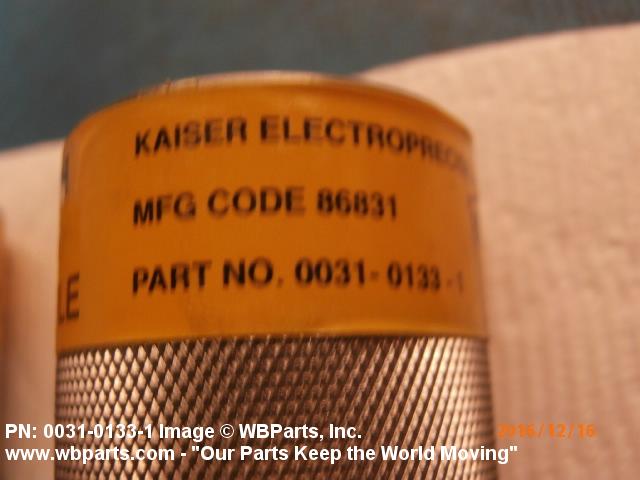 KAISER ELECTROPREC
MFG CODE 86831
PART NO. 0031-0133-1
LE
PN: 0031-0133-1 Image © WBParts, Inc.
2016/12/16
www.wbparts.com - "Our Parts Keep the World Moving"